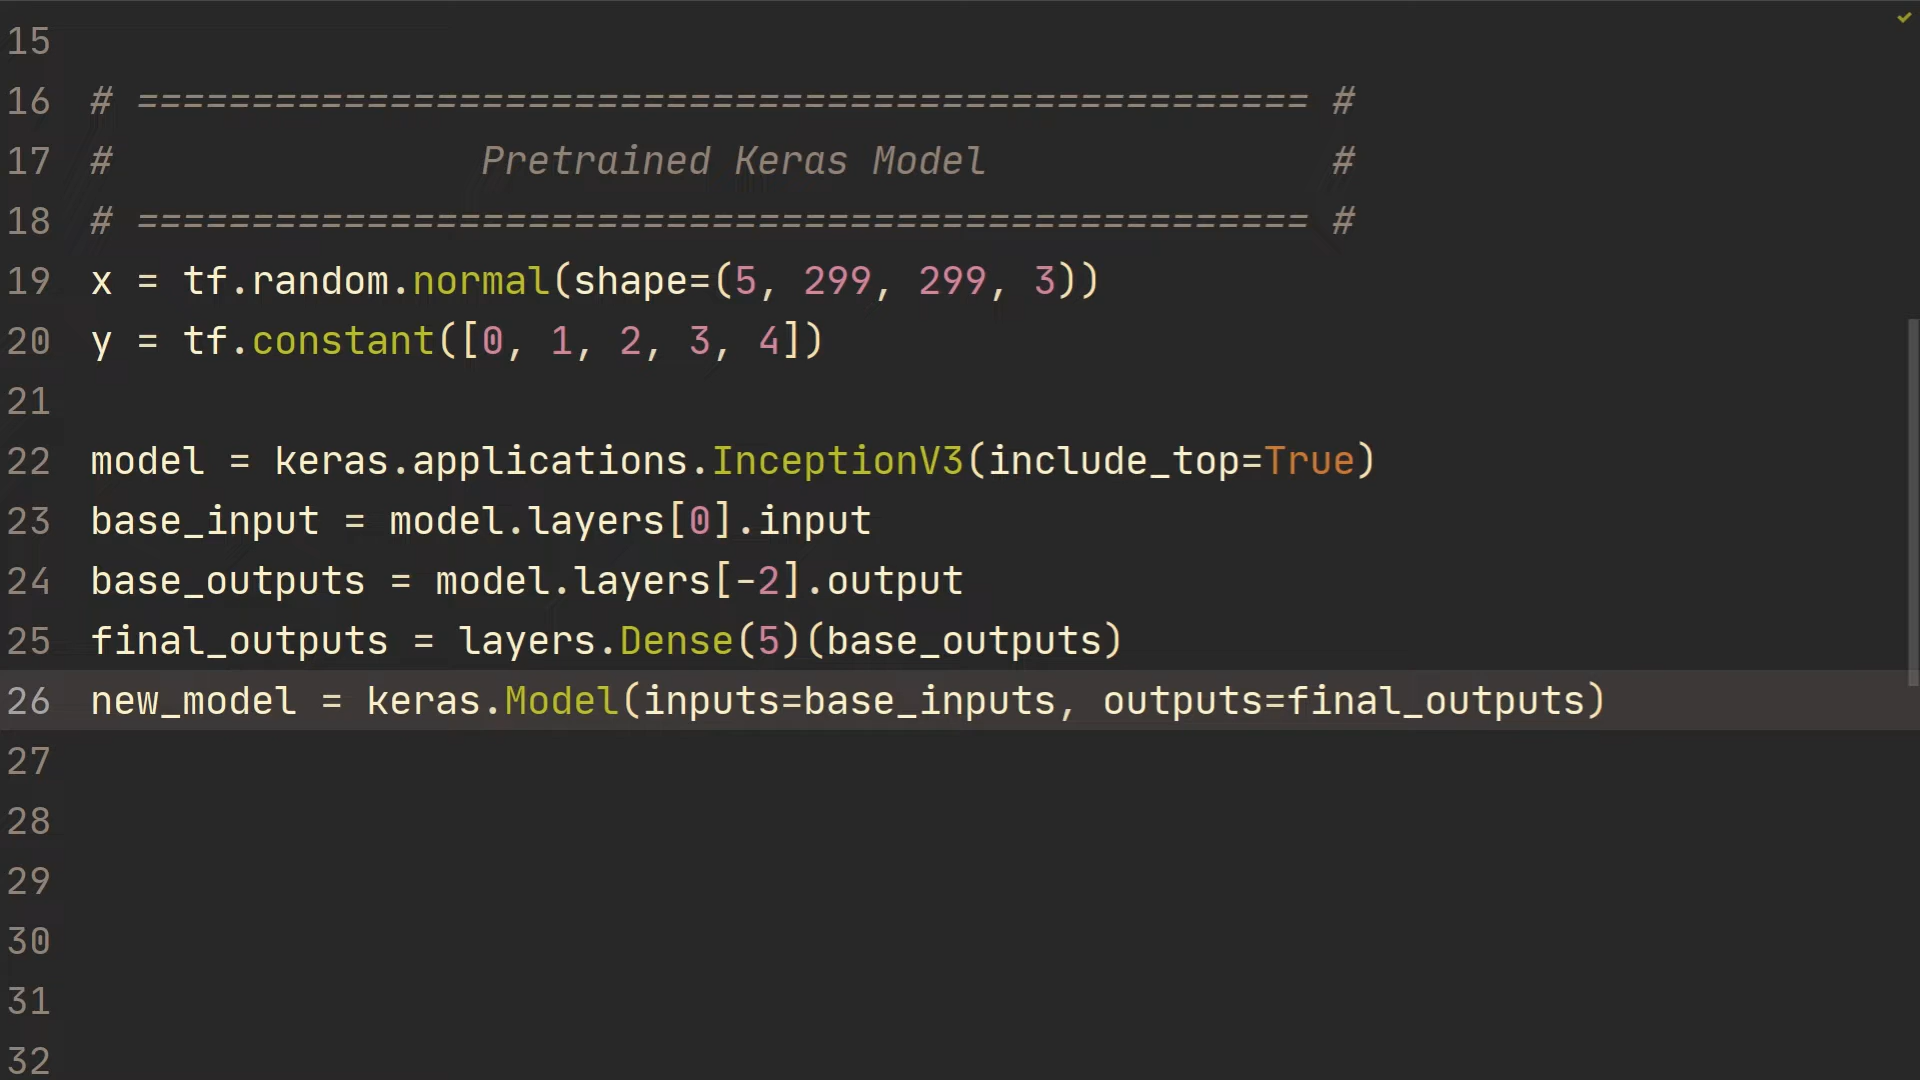 15
16 # =================================================== #
17 # Pretrained Keras Model #
18 # =================================================== #
19 x = tf.random.normal(shape=(5, 299, 299, 3))
20 y = tf.constant([0, 1, 2, 3, 4])
21
22 model = keras.applications.InceptionV3(include_top=True)
23 base_input = model.layers[0].input
24 base_outputs = model.layers[-2].output
25 final_outputs = layers.Dense(5)(base_outputs)
26 new_model = keras.Model(inputs=base_inputs, outputs=final_outputs)
27
28
29
30
31
32